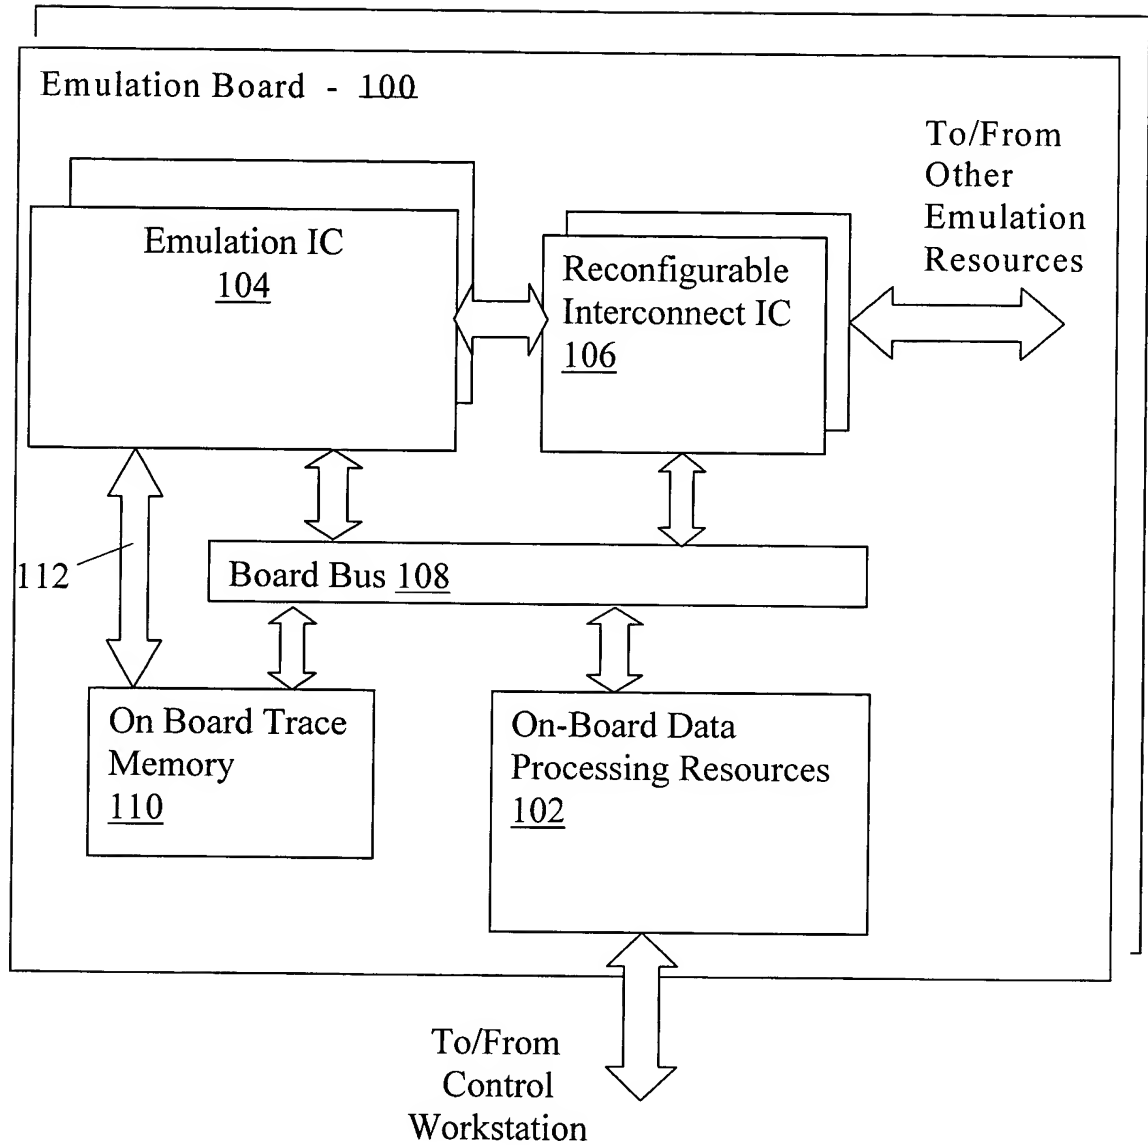 Emulation Board - 100
To/From
Other
Emulation
Resources
Emulation IC
104
Reconfigurable
Interconnect IC
106
112
Board Bus 108
On Board Trace
Memory
110
On-Board Data
Processing Resources
102
To/From
Control
Workstation